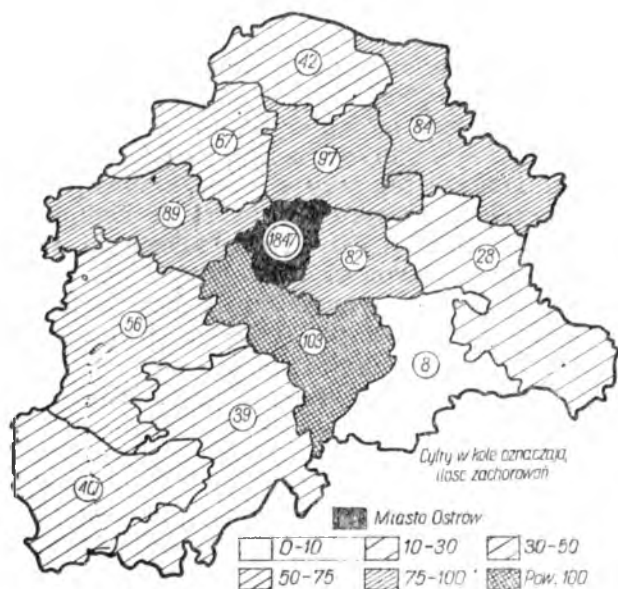 42
84
67
97
89
1847
82
28
56
103
8
39
40
Cyfry w kole oznaczają,
ilość zachorowań
Miasto Ostrów
0-10 10-30 30-50
50-75 75-100 Pow. 100